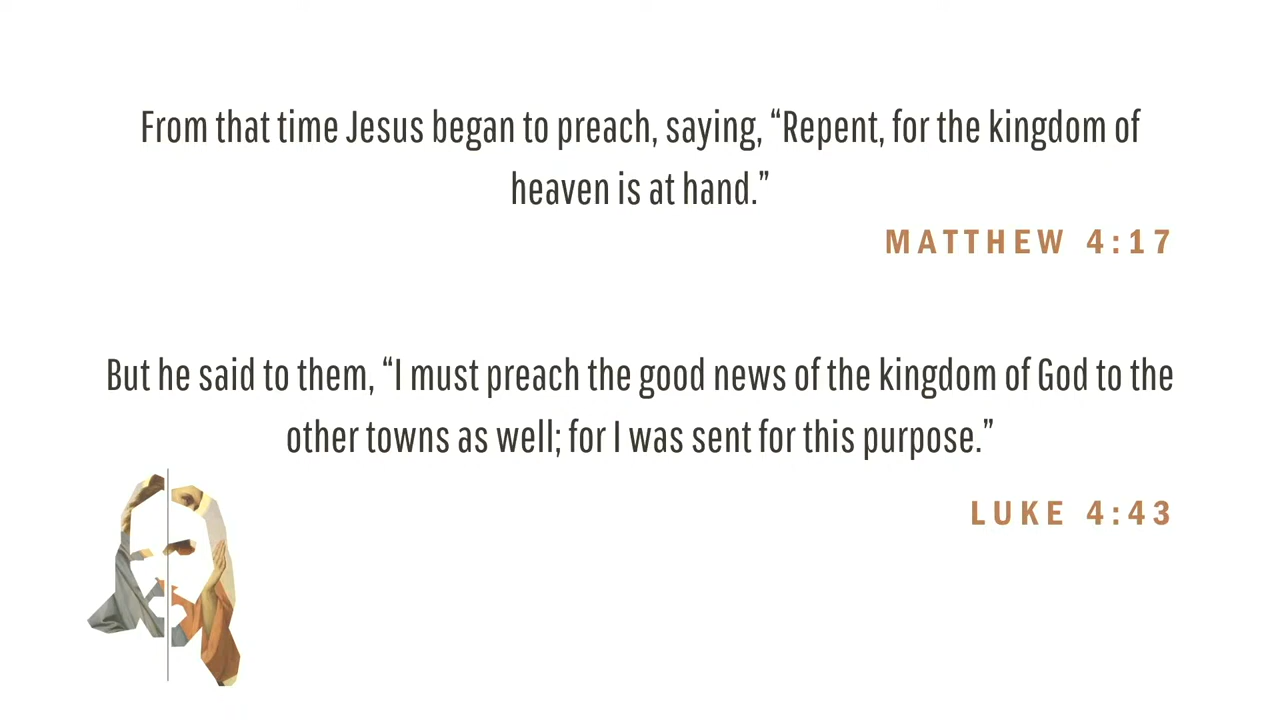 From that time Jesus began to preach, saying, “Repent, for the kingdom of
heaven is at hand.”
MATTHEW 4:17
But he said to them, “I must preach the good news of the kingdom of God to the
other towns as well; for I was sent for this purpose.”
LUKE 4:43